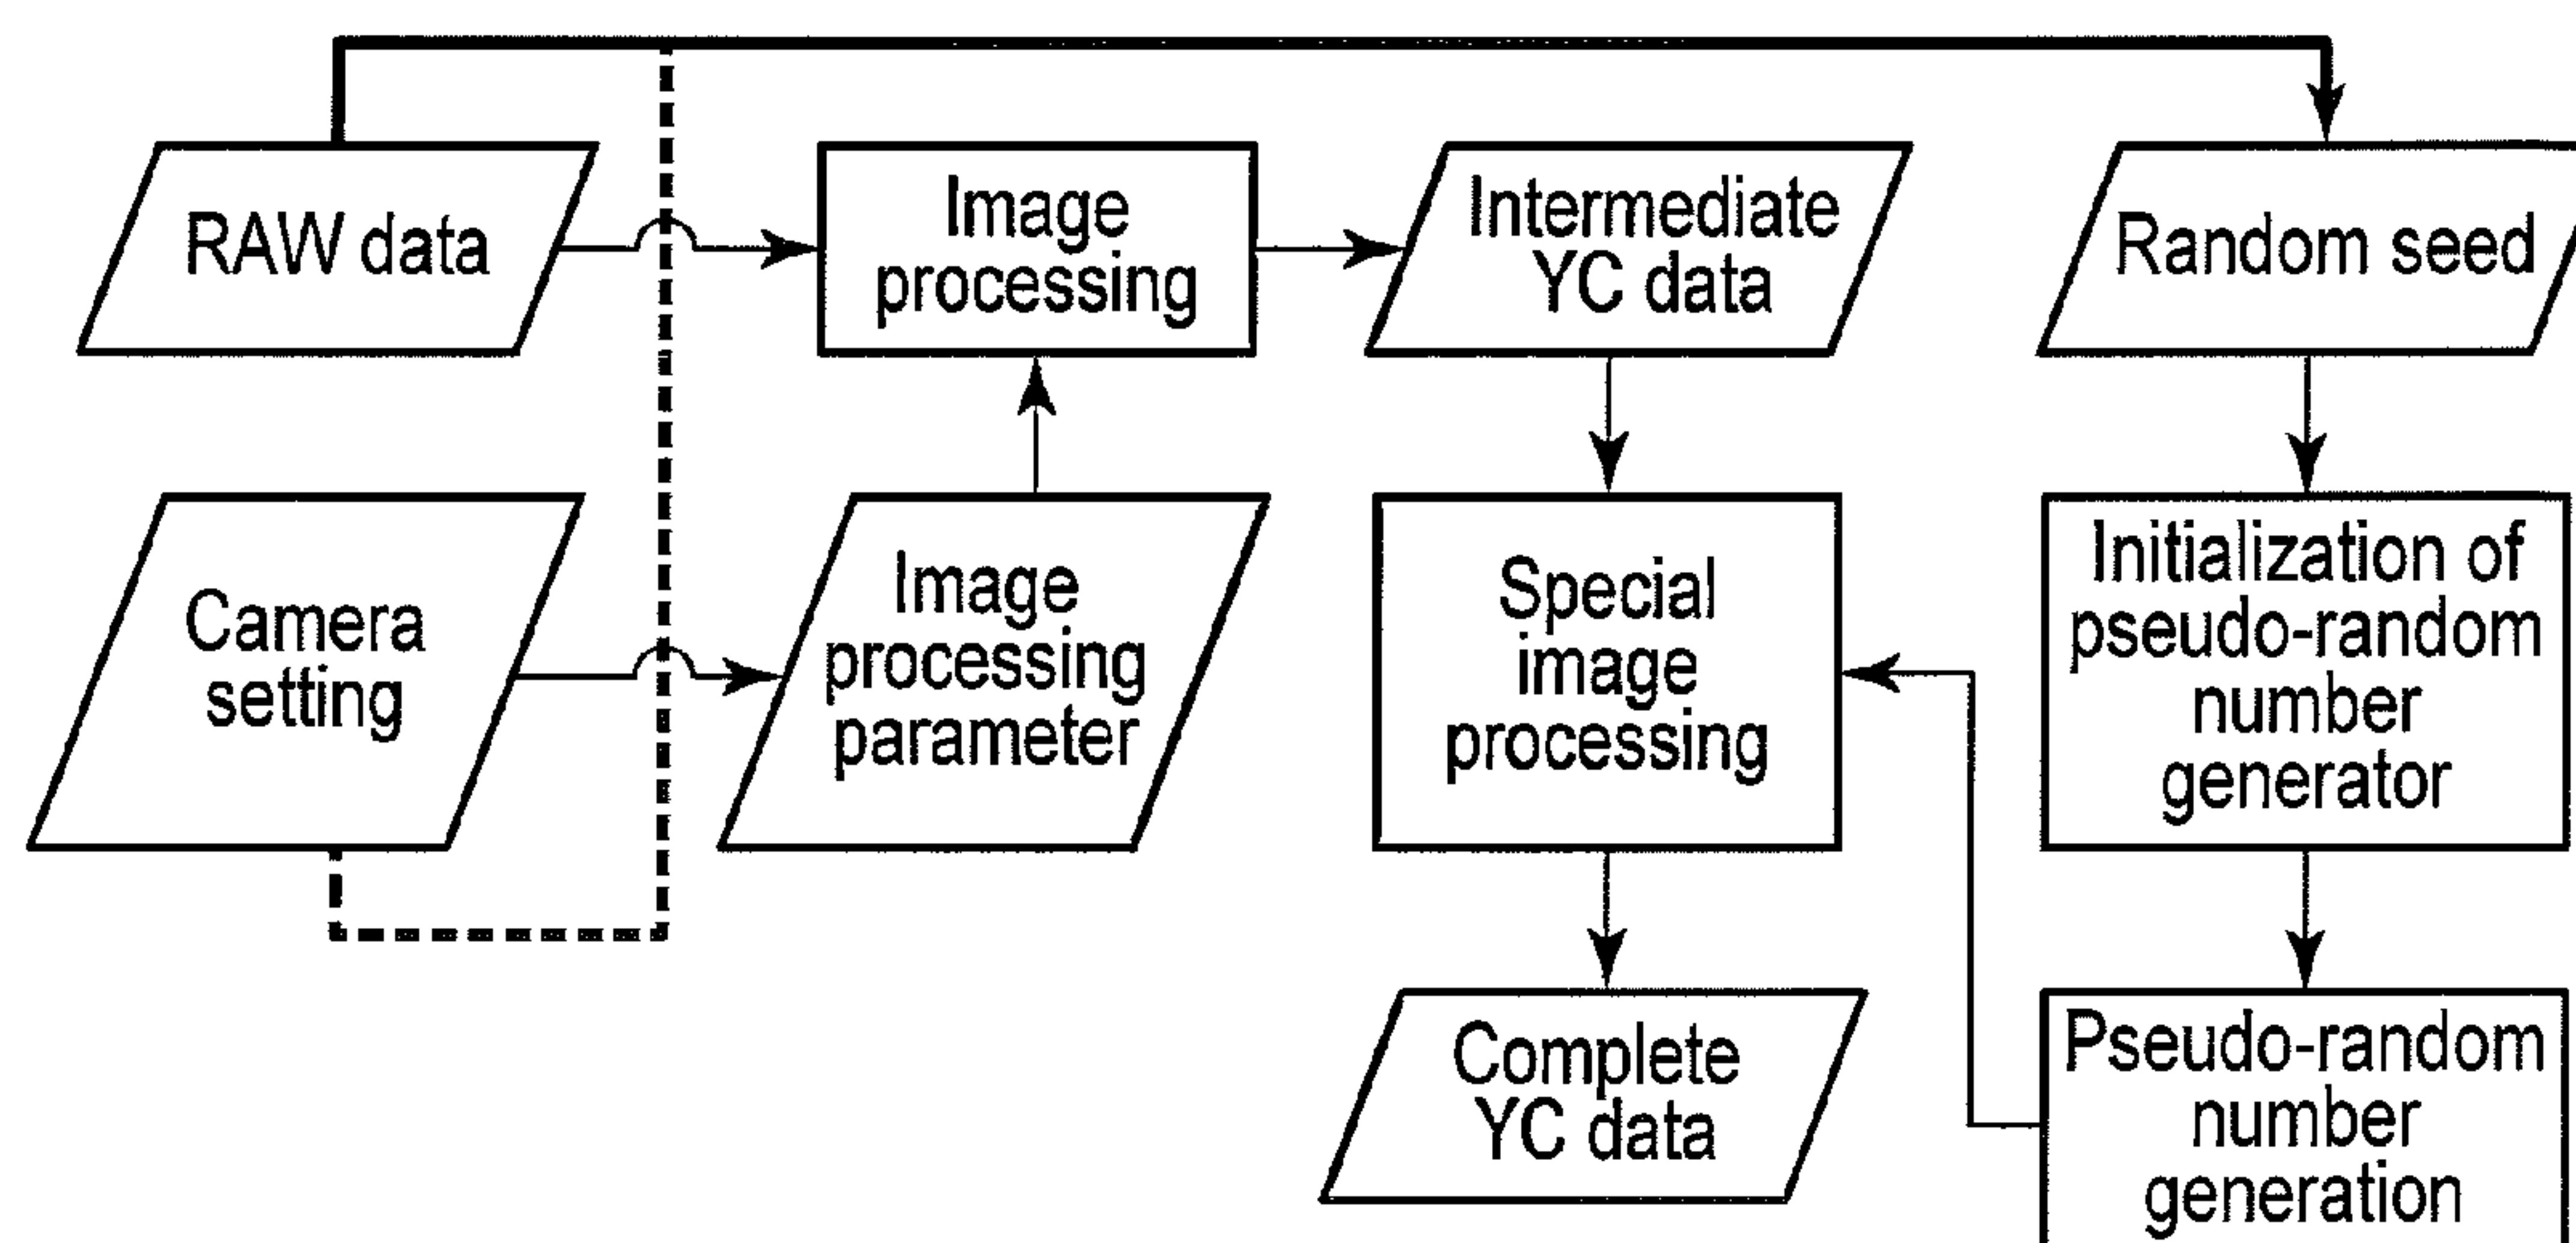 RAW data
Image
processing
Intermediate
YC data
Random seed
Camera
setting
Image
processing
parameter
Special
image
processing
Initialization of
pseudo-random
number
generator
Complete
YC data
Pseudo-random
number
generation